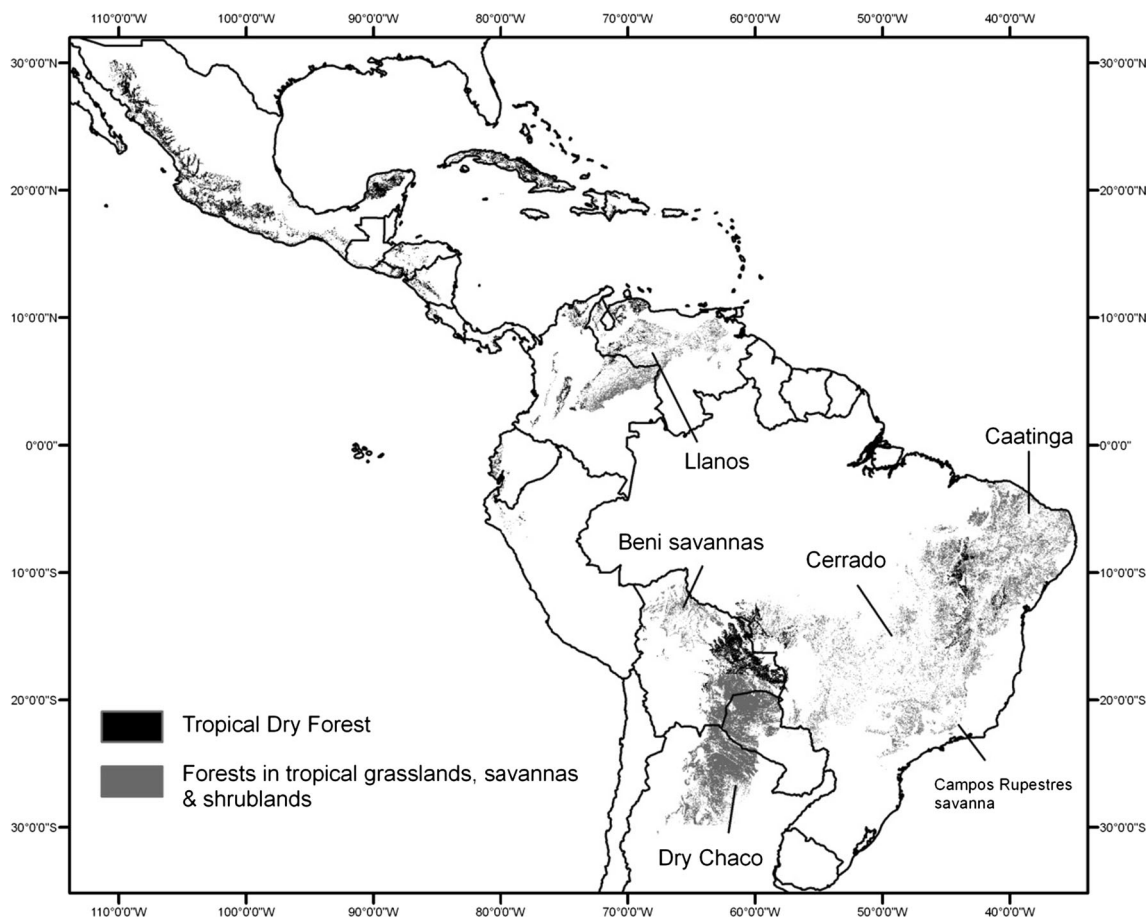 110°0'0"W 100°0'0"W 90°0'0"W 80°0'0"W 70°0'0"W 60°0'0"W 50°0'0"W 40°0'0"W
30°0'0"N 30°0'0"N
20°0'0"N 20°0'0"N
10°0'0"N 10°0'0"N
Caatinga
0°0'0" 0°0'0"
Llanos
Beni savannas
Cerrado
10°0'0"S 10°0'0"S
20°0'0"S 20°0'0"S
Tropical Dry Forest
Forests in tropical grasslands, savannas
& shrublands
Campos Rupestres
savanna
30°0'0"S 30°0'0"S
Dry Chaco
110°0'0"W 100°0'0"W 90°0'0"W 80°0'0"W 70°0'0"W 60°0'0"W 50°0'0"W 40°0'0"W